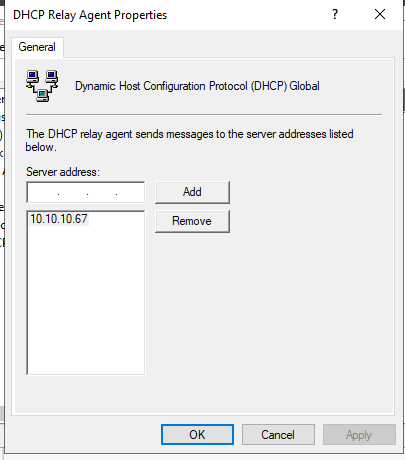 DHCP Relay Agent Properties
?
General
Dynamic Host Configuration Protocol (DHCP) Global
The DHCP relay agent sends messages to the server addresses listed
below.
Server address:
. . .
Add
10.10.10.67
Remove
OK
Cancel
Apply